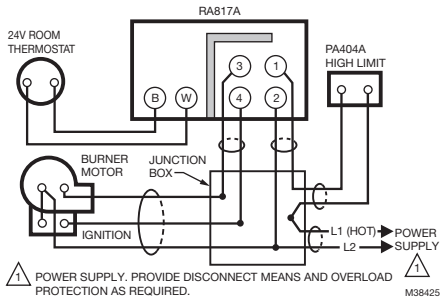 RA817A
24V ROOM
THERMOSTAT
PA404A
HIGH LIMIT
3
1
B
W
4
2
BURNER
MOTOR
JUNCTION
BOX
IGNITION
L1 (HOT)
L2
POWER
SUPPLY
1
1 POWER SUPPLY. PROVIDE DISCONNECT MEANS AND OVERLOAD
PROTECTION AS REQUIRED.
M38425